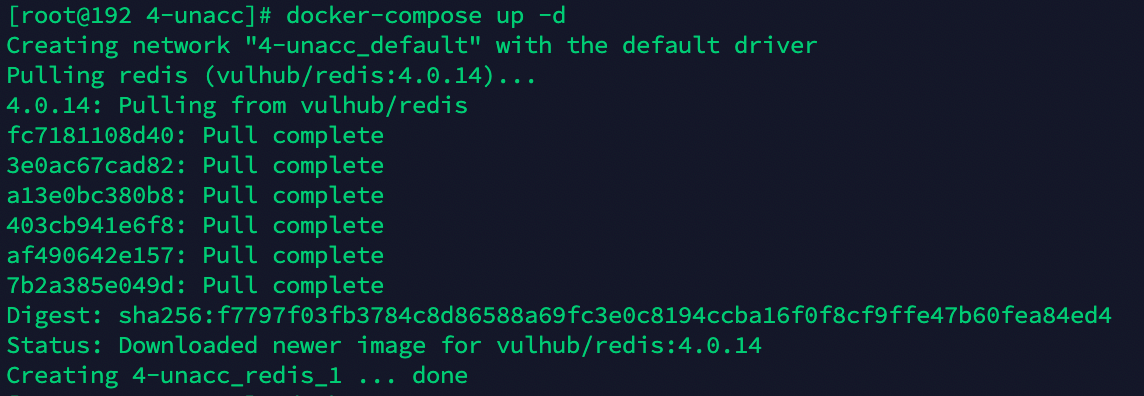 [root@192 4-unacc]# docker-compose up -d
Creating network "4-unacc_default" with the default driver
Pulling redis (vulhub/redis:4.0.14)...
4.0.14: Pulling from vulhub/redis
fc7181108d40: Pull complete
3e0ac67cad82: Pull complete
a13e0bc380b8: Pull complete
403cb941e6f8: Pull complete
af490642e157: Pull complete
7b2a385e049d: Pull complete
Digest: sha256:f7797f03fb3784c8d86588a69fc3e0c8194ccba16f0f8cf9ffe47b60fea84ed4
Status: Downloaded newer image for vulhub/redis:4.0.14
Creating 4-unacc_redis_1 ... done